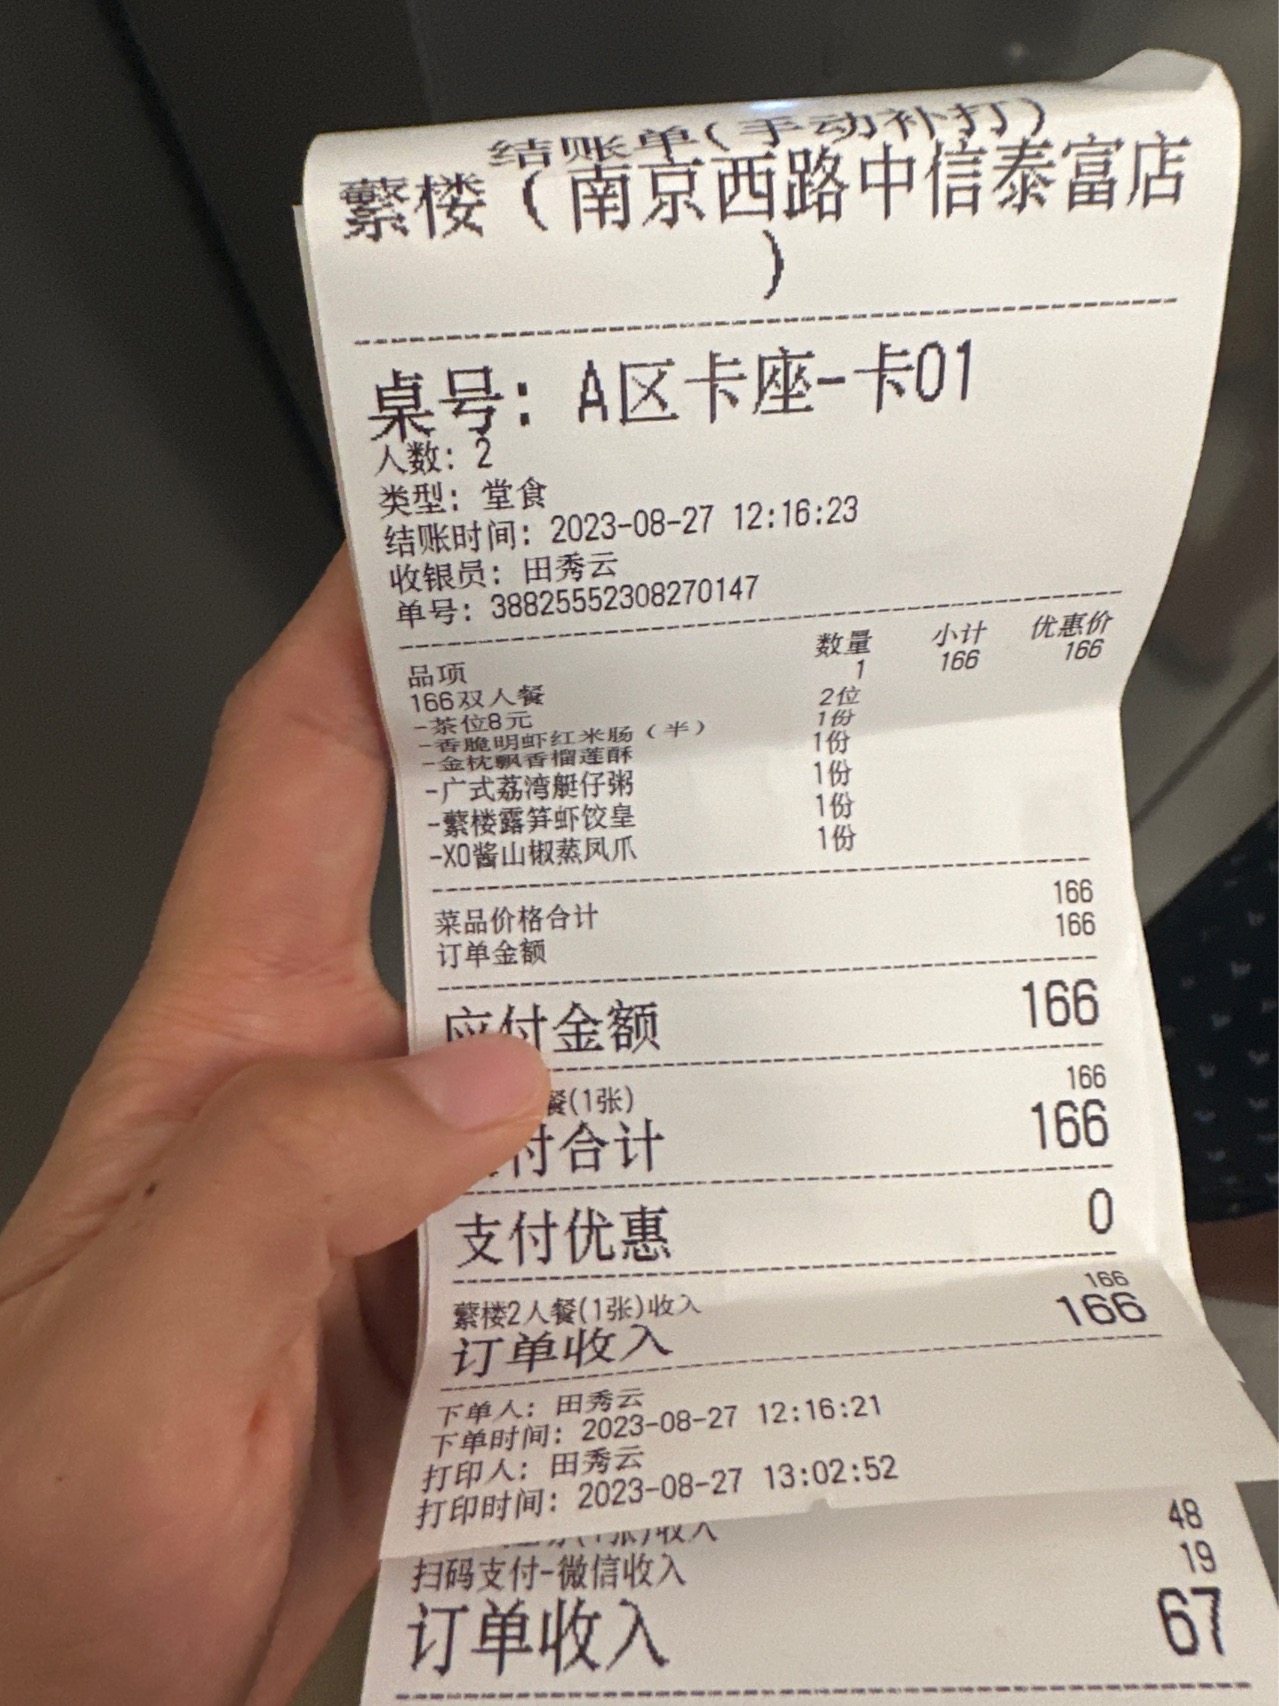 结账单(手动补打)
蘩楼（南京西路中信泰富店
）
桌号: A区卡座-卡01
人数: 2
类型: 堂食
结账时间: 2023-08-27 12:16:23
收银员: 田秀云
单号: 38825552308270147
品项 数量 小计 优惠价
166双人餐 1 166 166
-茶位8元 2位
-香脆明虾红米肠（半） 1份
-金枕飘香榴莲酥 1份
-广式荔湾艇仔粥 1份
-蘩楼露笋虾饺皇 1份
-XO酱山椒蒸凤爪 1份
菜品价格合计 166
订单金额 166
应付金额 166
餐(1张) 166
付合计 166
支付优惠 0
蘩楼2人餐(1张)收入 166
订单收入 166
下单人: 田秀云
下单时间: 2023-08-27 12:16:21
打印人: 田秀云
打印时间: 2023-08-27 13:02:52
(1张)收入 48
扫码支付-微信收入 19
订单收入 67